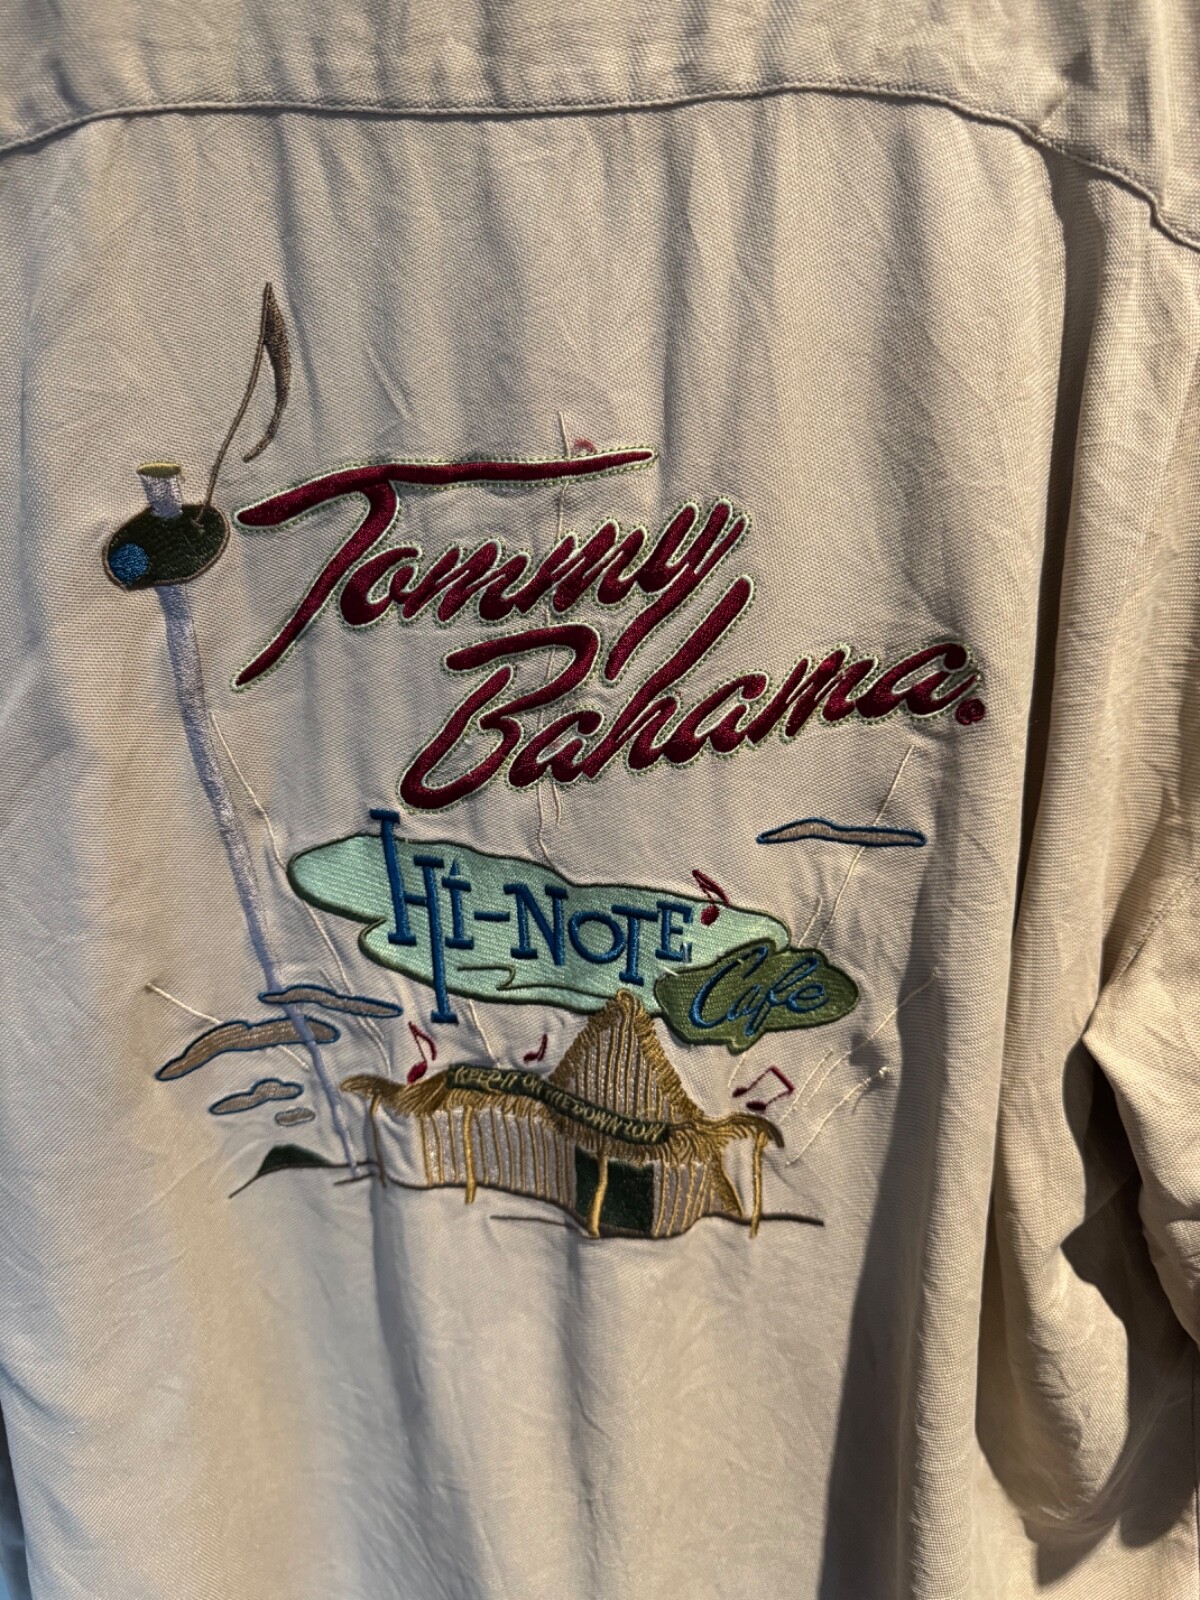 Tommy
Bahama®
Hi-NOTE
Cafe
KEEP IT ON THE DOWN LOW